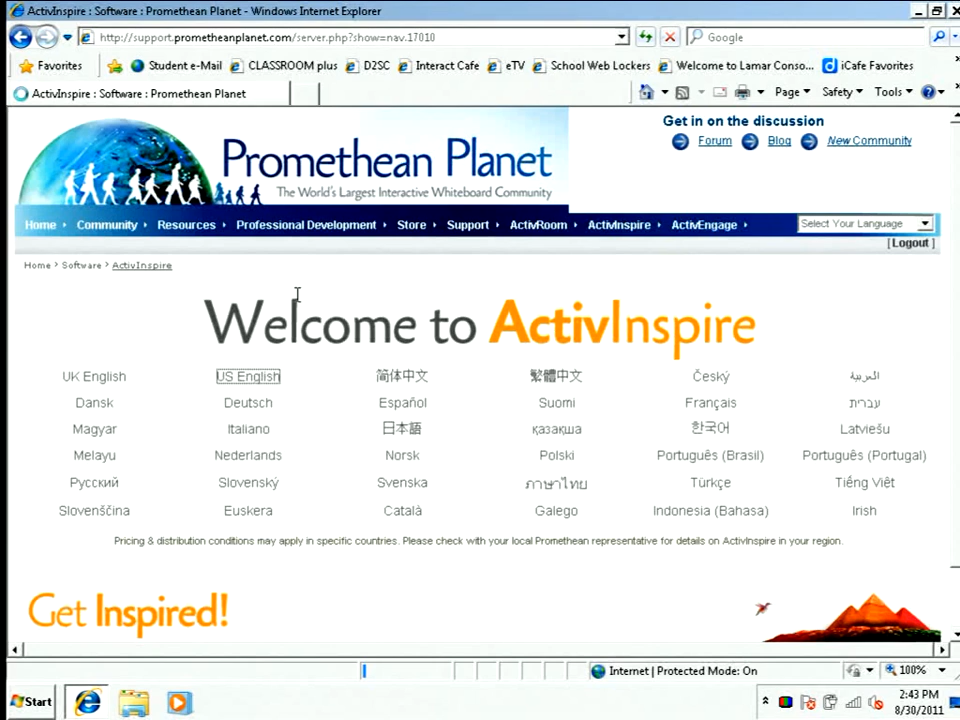 ActivInspire : Software : Promethean Planet - Windows Internet Explorer
http://support.prometheanplanet.com/server.php?show=nav.17010
Google
Favorites Student e-Mail CLASSROOM plus D2SC Interact Cafe eTV School Web Lockers Welcome to Lamar Conso... iCafe Favorites
ActivInspire : Software : Promethean Planet
Page Safety Tools
Promethean Planet
The World's Largest Interactive Whiteboard Community
Get in on the discussion
Forum Blog New Community
Home Community Resources Professional Development Store Support ActivRoom ActivInspire ActivEngage Select Your Language
[ Logout ]
Home > Software > ActivInspire
Welcome to ActivInspire
UK English US English 简体中文 繁體中文 Český العربية
Dansk Deutsch Español Suomi Français עברית
Magyar Italiano 日本語 қазақша 한국어 Latviešu
Melayu Nederlands Norsk Polski Português (Brasil) Português (Portugal)
Русский Slovenský Svenska ภาษาไทย Türkçe Tiếng Việt
Slovenščina Euskera Català Galego Indonesia (Bahasa) Irish
Pricing & distribution conditions may apply in specific countries. Please check with your local Promethean representative for details on ActivInspire in your region.
Get Inspired!
Internet | Protected Mode: On
100%
Start
2:43 PM
8/30/2011